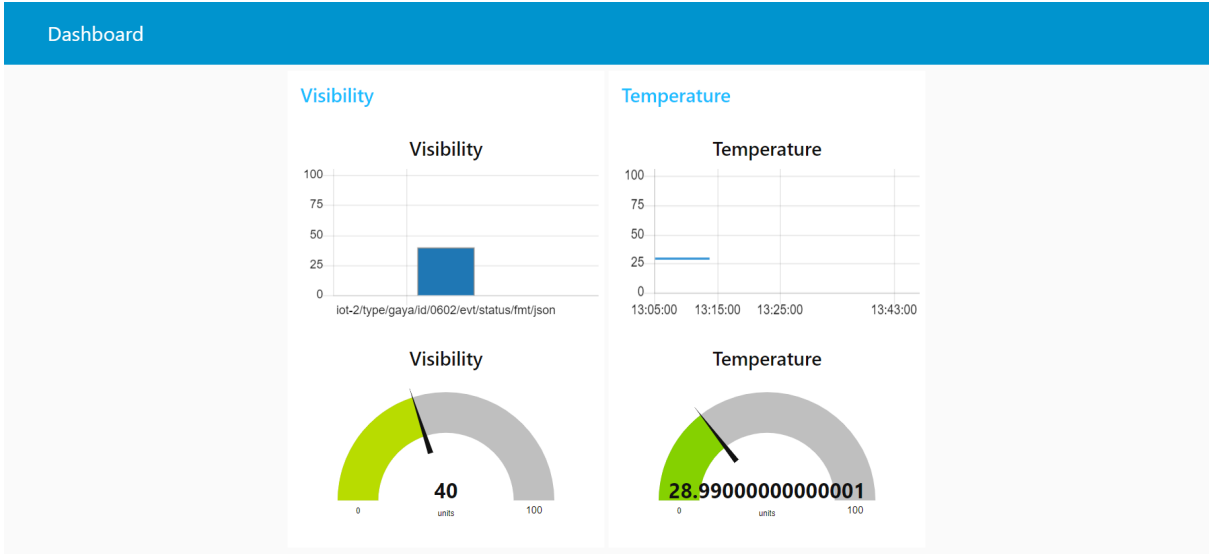 Dashboard
Visibility
Visibility
100
75
50
25
0
iot-2/type/gaya/id/0602/evt/status/fmt/json
Visibility
40
0 units 100
Temperature
Temperature
100
75
50
25
0
13:05:00 13:15:00 13:25:00 13:43:00
Temperature
28.99000000000001
0 units 100